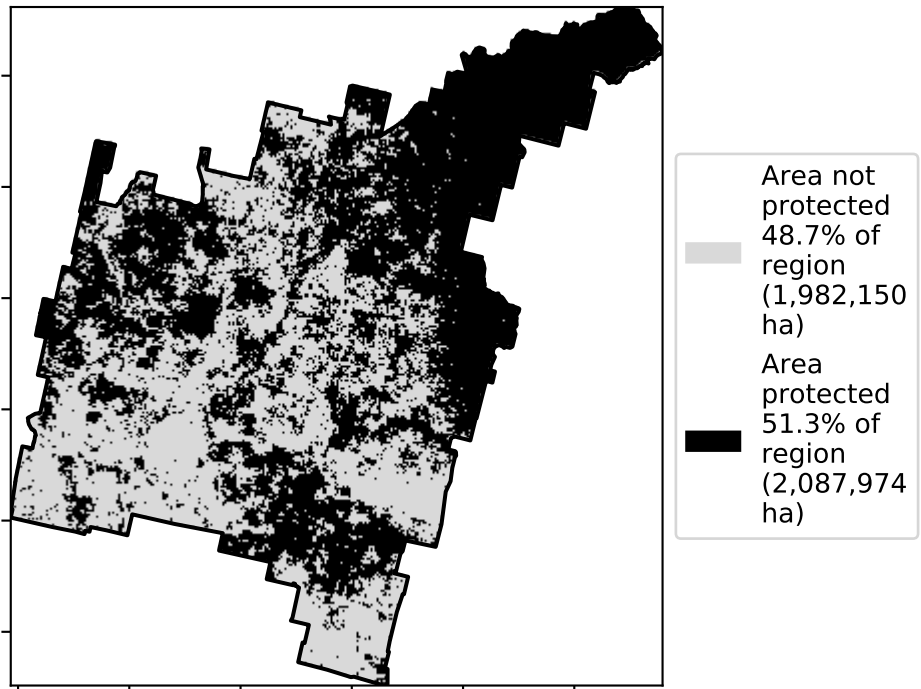 Area not
protected
48.7% of
region
(1,982,150
ha)
Area
protected
51.3% of
region
(2,087,974
ha)